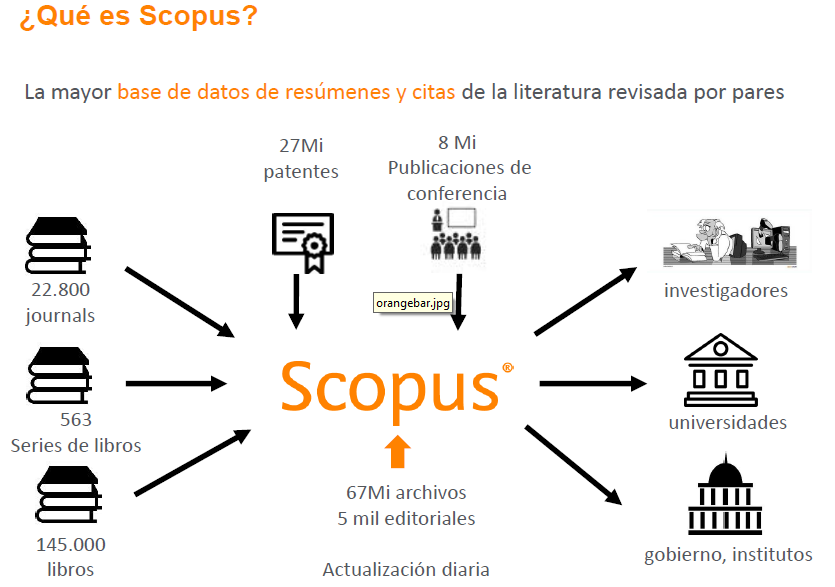 ¿Qué es Scopus?
La mayor base de datos de resúmenes y citas de la literatura revisada por pares
27Mi
patentes
8 Mi
Publicaciones de
conferencia
22.800
journals
orangebar.jpg
investigadores
563
Series de libros
Scopus®
universidades
145.000
libros
67Mi archivos
5 mil editoriales
Actualización diaria
gobierno, institutos